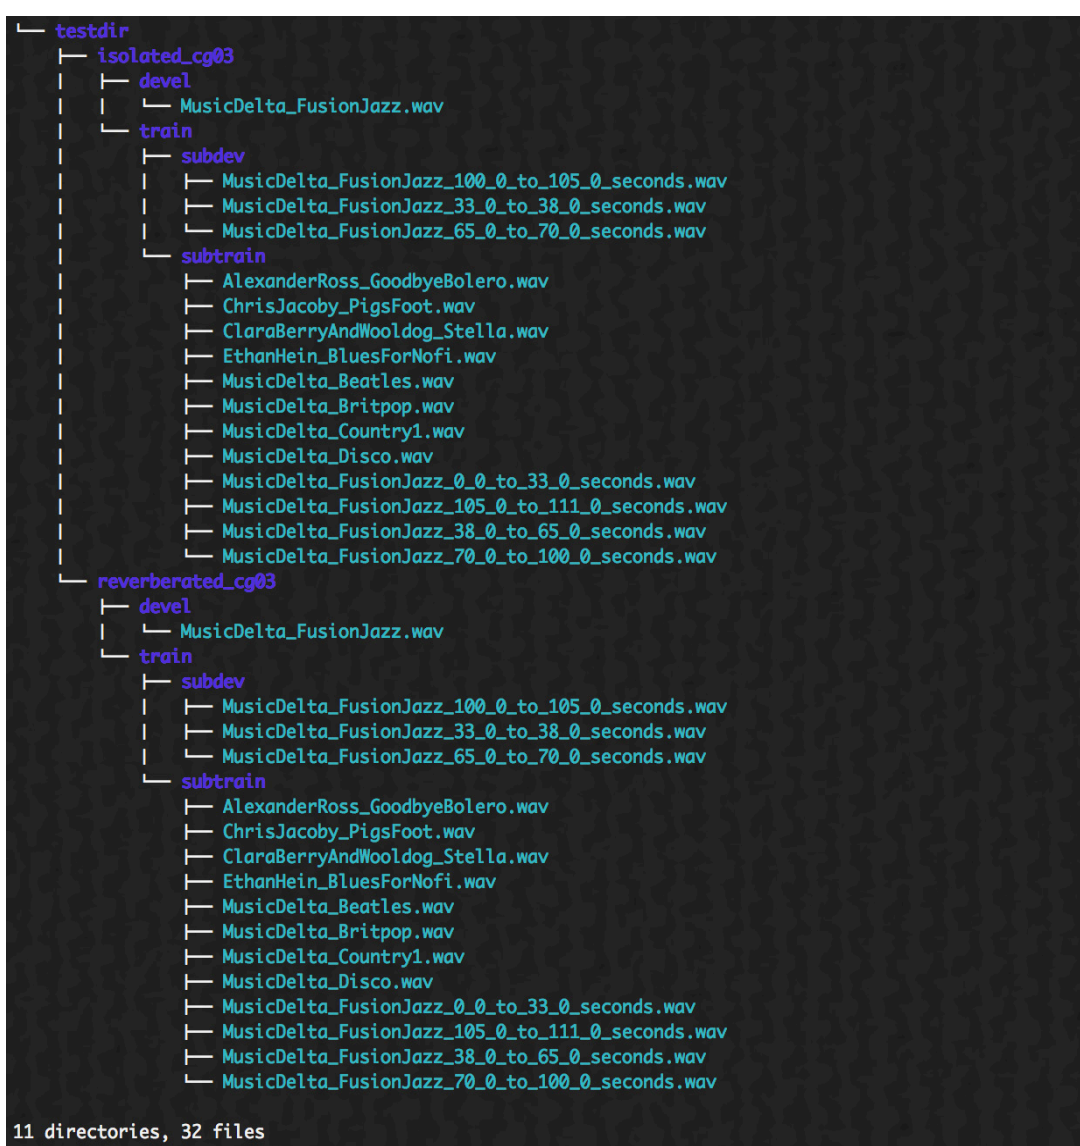 └── testdir
    ├── isolated_cg03
    │   ├── devel
    │   │   └── MusicDelta_FusionJazz.wav
    │   └── train
    │       ├── subdev
    │       │   ├── MusicDelta_FusionJazz_100_0_to_105_0_seconds.wav
    │       │   ├── MusicDelta_FusionJazz_33_0_to_38_0_seconds.wav
    │       │   └── MusicDelta_FusionJazz_65_0_to_70_0_seconds.wav
    │       └── subtrain
    │           ├── AlexanderRoss_GoodbyeBolero.wav
    │           ├── ChrisJacoby_PigsFoot.wav
    │           ├── ClaraBerryAndWooldog_Stella.wav
    │           ├── EthanHein_BluesForNofi.wav
    │           ├── MusicDelta_Beatles.wav
    │           ├── MusicDelta_Britpop.wav
    │           ├── MusicDelta_Country1.wav
    │           ├── MusicDelta_Disco.wav
    │           ├── MusicDelta_FusionJazz_0_0_to_33_0_seconds.wav
    │           ├── MusicDelta_FusionJazz_105_0_to_111_0_seconds.wav
    │           ├── MusicDelta_FusionJazz_38_0_to_65_0_seconds.wav
    │           └── MusicDelta_FusionJazz_70_0_to_100_0_seconds.wav
    └── reverberated_cg03
        ├── devel
        │   └── MusicDelta_FusionJazz.wav
        └── train
            ├── subdev
            │   ├── MusicDelta_FusionJazz_100_0_to_105_0_seconds.wav
            │   ├── MusicDelta_FusionJazz_33_0_to_38_0_seconds.wav
            │   └── MusicDelta_FusionJazz_65_0_to_70_0_seconds.wav
            └── subtrain
                ├── AlexanderRoss_GoodbyeBolero.wav
                ├── ChrisJacoby_PigsFoot.wav
                ├── ClaraBerryAndWooldog_Stella.wav
                ├── EthanHein_BluesForNofi.wav
                ├── MusicDelta_Beatles.wav
                ├── MusicDelta_Britpop.wav
                ├── MusicDelta_Country1.wav
                ├── MusicDelta_Disco.wav
                ├── MusicDelta_FusionJazz_0_0_to_33_0_seconds.wav
                ├── MusicDelta_FusionJazz_105_0_to_111_0_seconds.wav
                ├── MusicDelta_FusionJazz_38_0_to_65_0_seconds.wav
                └── MusicDelta_FusionJazz_70_0_to_100_0_seconds.wav

11 directories, 32 files